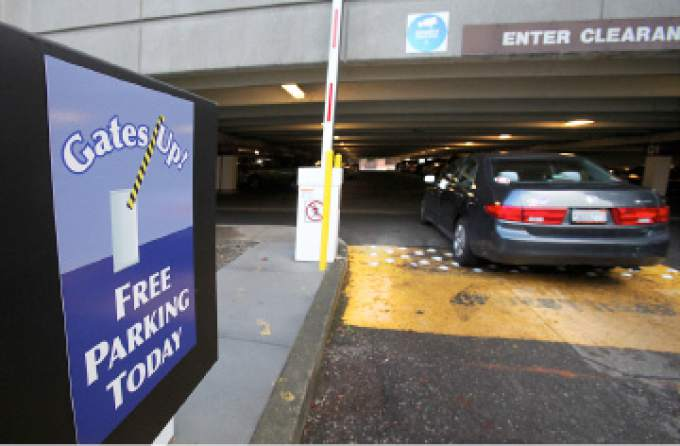 ENTER CLEARAN
Gates Up!
FREE
PARKING
TODAY